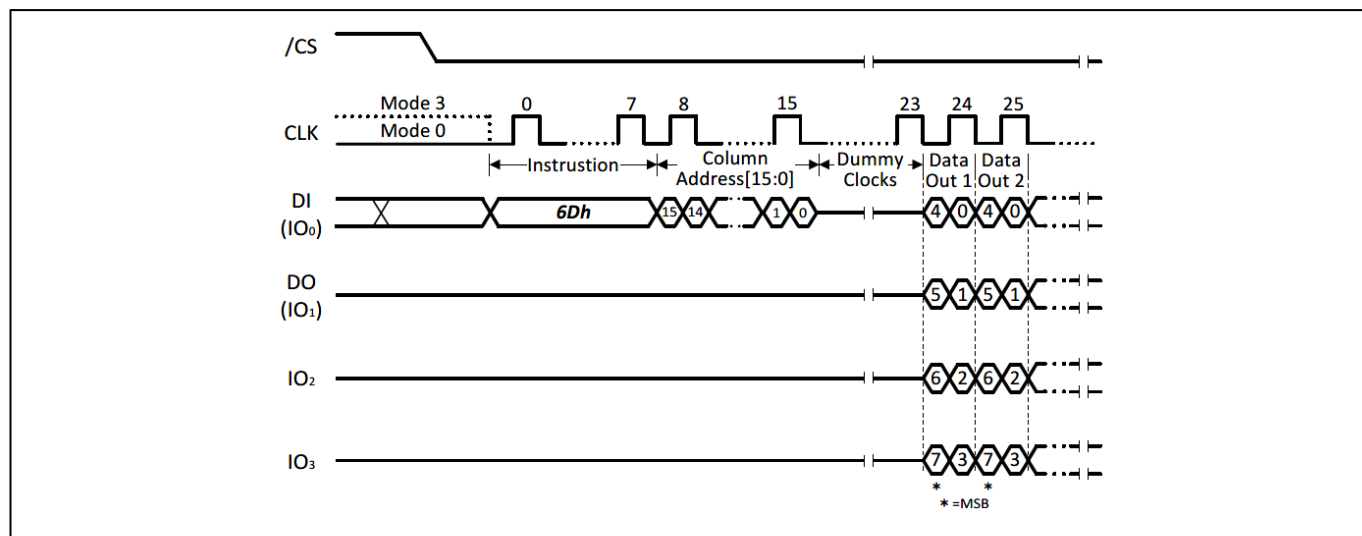 /CS
Mode 3 0 7 8 15 23 24 25
CLK Mode 0
Instrustion Column Dummy Data Data
Address[15:0] Clocks Out 1 Out 2
DI 6Dh 15 14 1 0 4 0 4 0
(IO₀)
DO 5 1 5 1
(IO₁)
IO₂ 6 2 6 2
IO₃ 7 3 7 3
* *
* =MSB